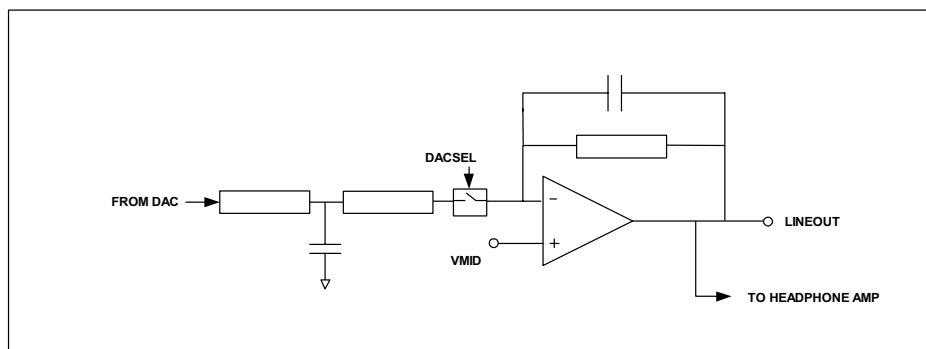 DACSEL
FROM DAC
−
LINEOUT
VMID
+
TO HEADPHONE AMP